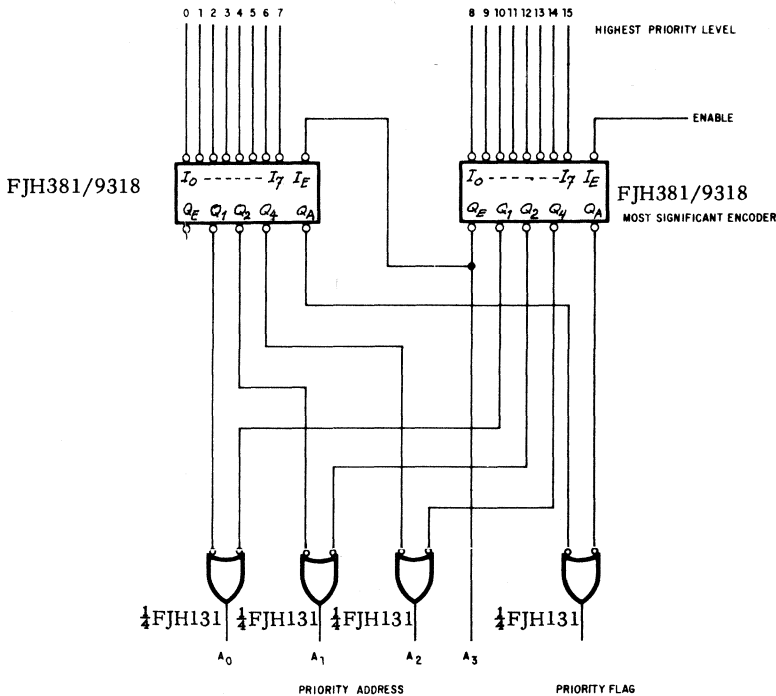 0 1 2 3 4 5 6 7
8 9 10 11 12 13 14 15
HIGHEST PRIORITY LEVEL
ENABLE
FJH381/9318
I0 ------- I7 IE
QE Q1 Q2 Q4 QA
I0 ------- I7 IE
QE Q1 Q2 Q4 QA
FJH381/9318
MOST SIGNIFICANT ENCODER
¼FJH131 ¼FJH131 ¼FJH131 ¼FJH131
A0 A1 A2 A3
PRIORITY ADDRESS PRIORITY FLAG